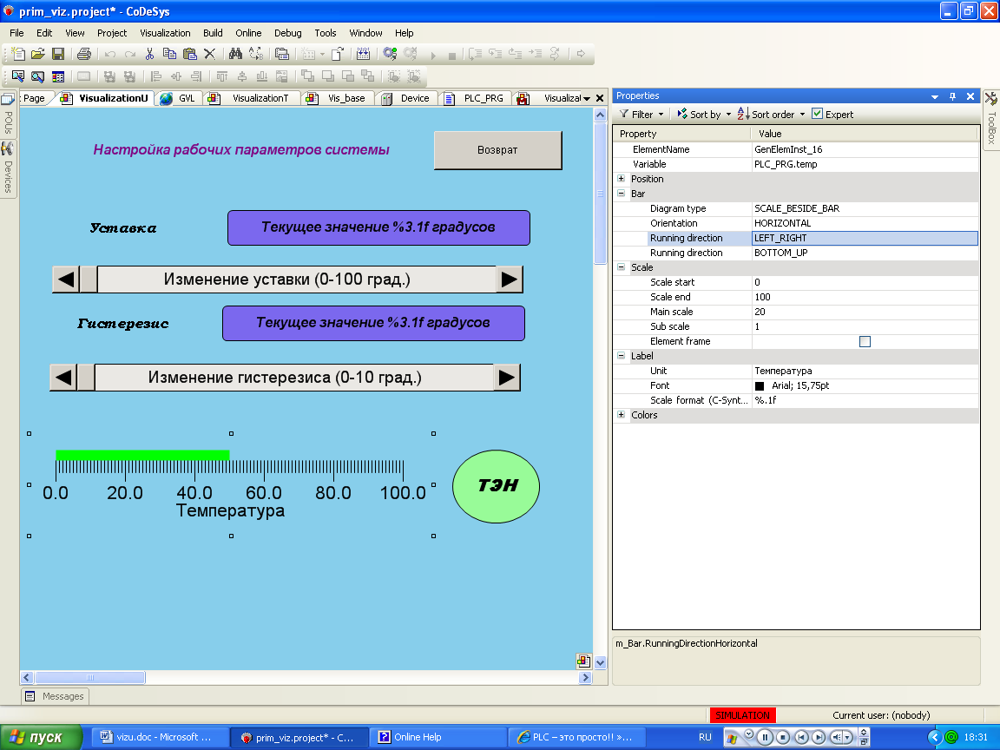 prim_viz.project* - CoDeSys
File Edit View Project Visualization Build Online Debug Tools Window Help
Page VisualizationU GVL VisualizationT Vis_base Device PLC_PRG Visualizat
POUs
Devices
Настройка рабочих параметров системы
Возврат
Уставка
Текущее значение %3.1f градусов
Изменение уставки (0-100 град.)
Гистерезис
Текущее значение %3.1f градусов
Изменение гистерезиса (0-10 град.)
0.0 20.0 40.0 60.0 80.0 100.0
Температура
ТЭН
Messages
Properties
Filter Sort by Sort order Expert
Property Value
ElementName GenElemInst_16
Variable PLC_PRG.temp
Position
Bar
Diagram type SCALE_BESIDE_BAR
Orientation HORIZONTAL
Running direction LEFT_RIGHT
Running direction BOTTOM_UP
Scale
Scale start 0
Scale end 100
Main scale 20
Sub scale 1
Element frame
Label
Unit Температура
Font Arial; 15,75pt
Scale format (C-Synt... %.1f
Colors
m_Bar.RunningDirectionHorizontal
ToolBox
SIMULATION Current user: (nobody)
пуск vizu.doc - Microsoft ... prim_viz.project* - C... Online Help PLC – это просто!! »... RU 18:31